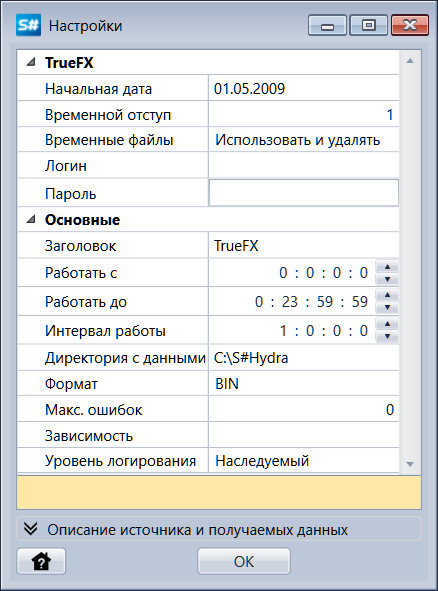 S# Настройки
TrueFX
Начальная дата 01.05.2009
Временной отступ 1
Временные файлы Использовать и удалять
Логин
Пароль
Основные
Заголовок TrueFX
Работать с 0 : 0 : 0 : 0
Работать до 0 : 23 : 59 : 59
Интервал работы 1 : 0 : 0 : 0
Директория с данными C:\S#Hydra
Формат BIN
Макс. ошибок 0
Зависимость
Уровень логирования Наследуемый
Описание источника и получаемых данных
?
OK